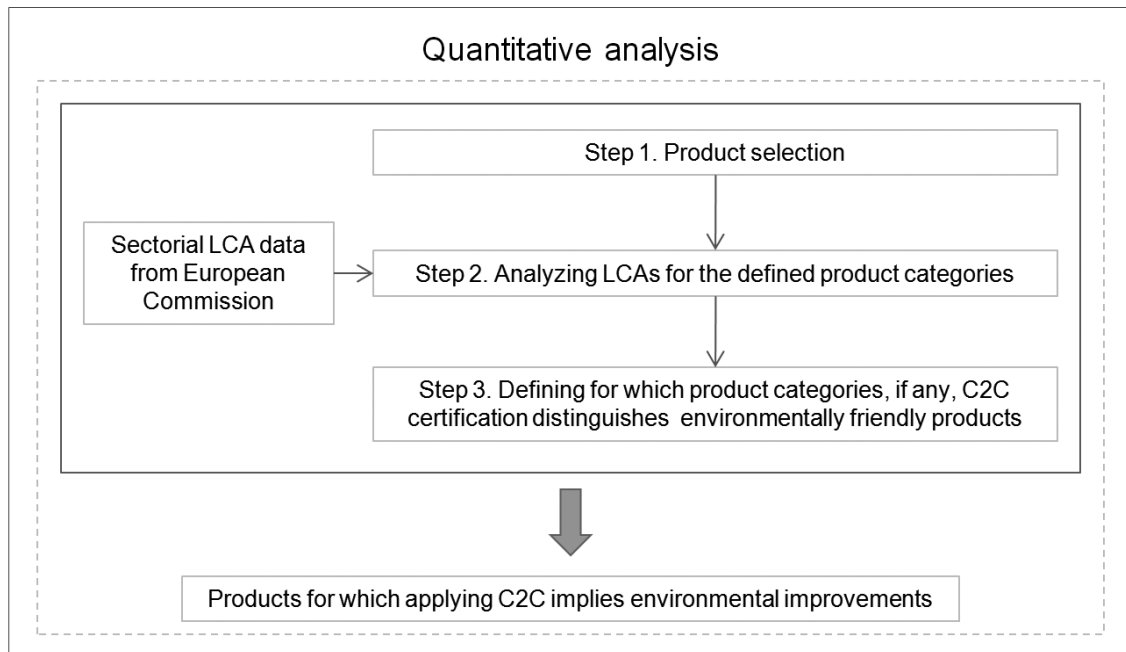 Quantitative analysis
Step 1. Product selection
Sectorial LCA data
from European
Commission
Step 2. Analyzing LCAs for the defined product categories
Step 3. Defining for which product categories, if any, C2C
certification distinguishes environmentally friendly products
Products for which applying C2C implies environmental improvements